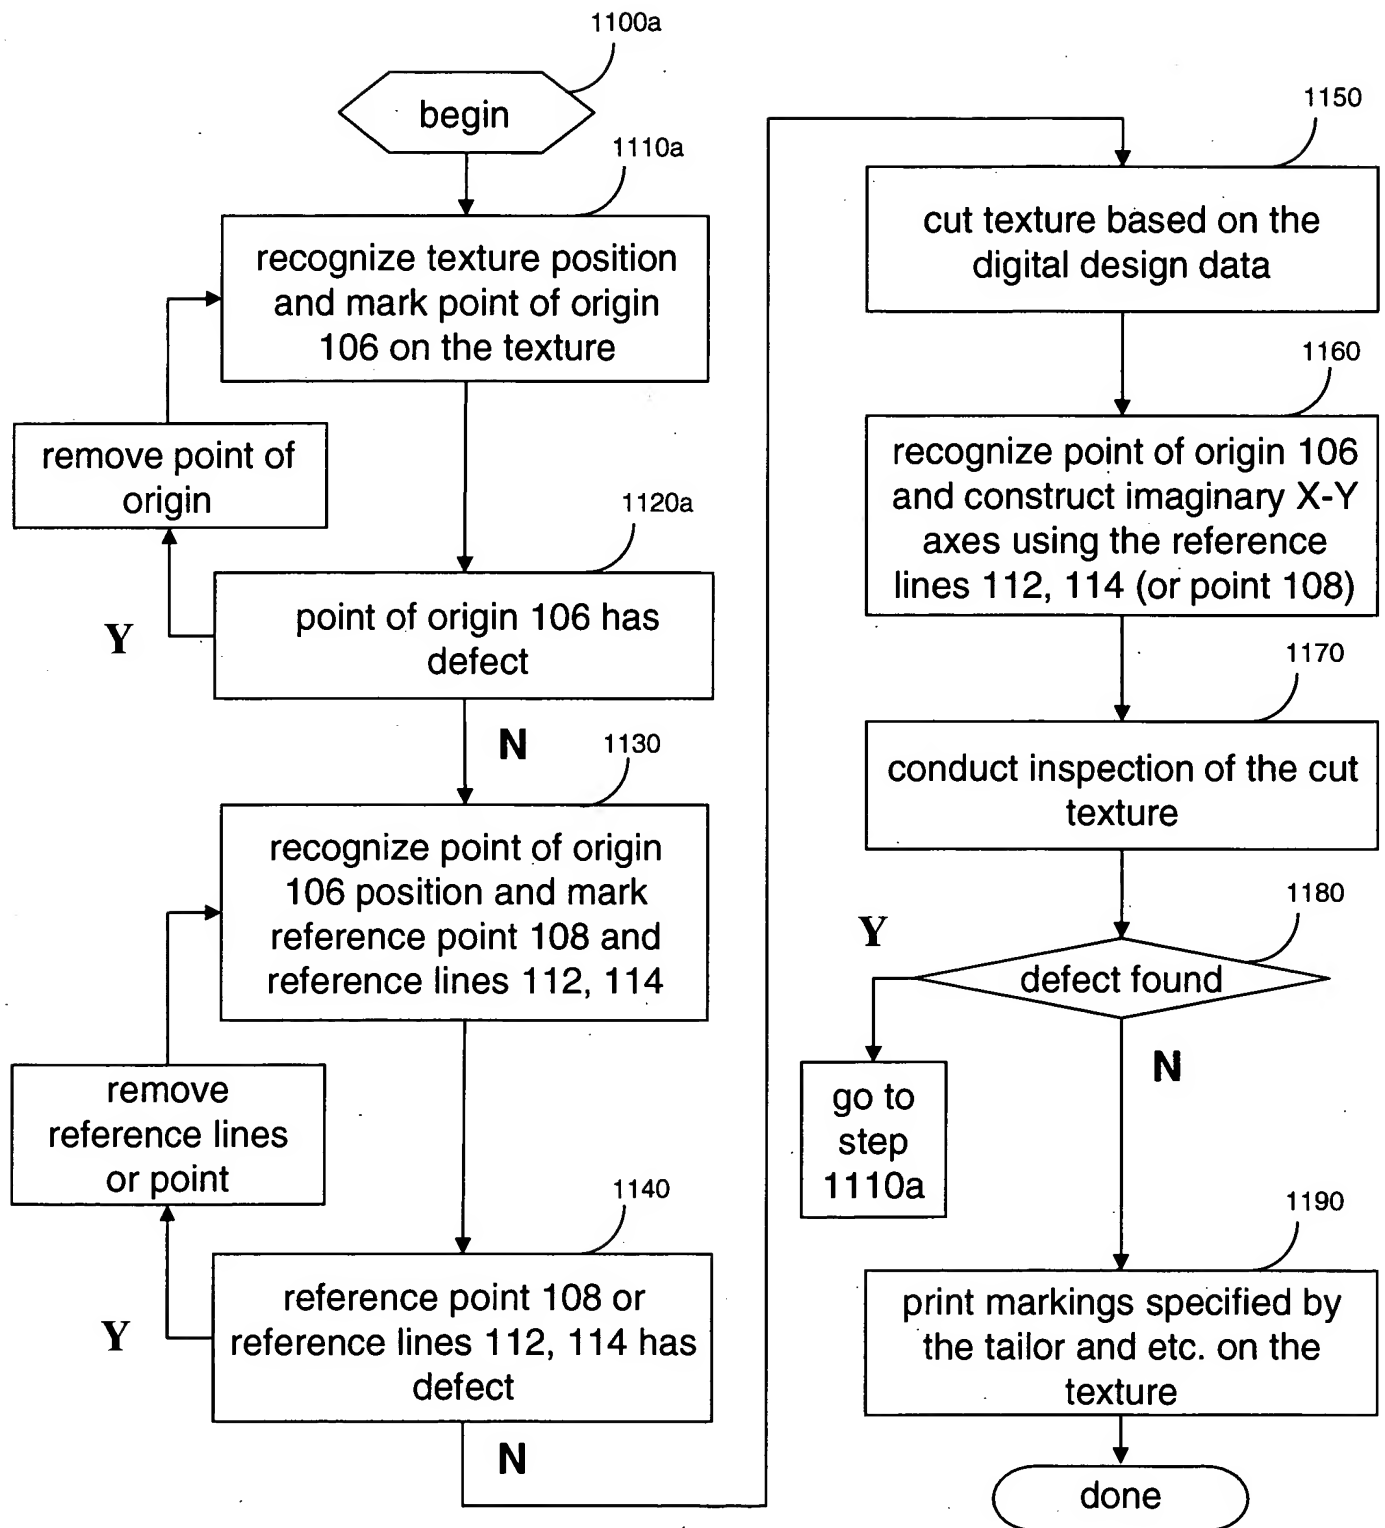 1100a
begin
1110a
recognize texture position
and mark point of origin
106 on the texture
remove point of
origin
1120a
point of origin 106 has
defect
Y
N
1130
recognize point of origin
106 position and mark
reference point 108 and
reference lines 112, 114
remove
reference lines
or point
1140
reference point 108 or
reference lines 112, 114 has
defect
Y
N
1150
cut texture based on the
digital design data
1160
recognize point of origin 106
and construct imaginary X-Y
axes using the reference
lines 112, 114 (or point 108)
1170
conduct inspection of the cut
texture
1180
Y
defect found
N
go to
step
1110a
1190
print markings specified by
the tailor and etc. on the
texture
done